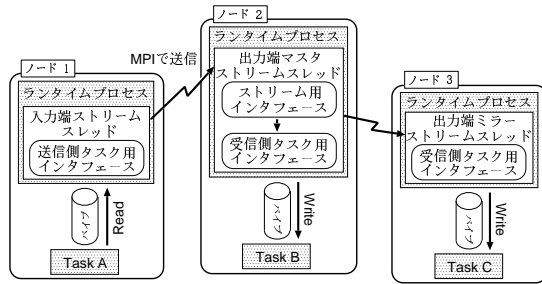 ノード 1
ランタイムプロセス
入力端ストリーム
スレッド
送信側タスク用
インタフェース
パイプ
Read
Task A
MPIで送信
ノード 2
ランタイムプロセス
出力端マスタ
ストリームスレッド
ストリーム用
インタフェース
受信側タスク用
インタフェース
パイプ
Write
Task B
ノード 3
ランタイムプロセス
出力端ミラー
ストリームスレッド
受信側タスク用
インタフェース
パイプ
Write
Task C